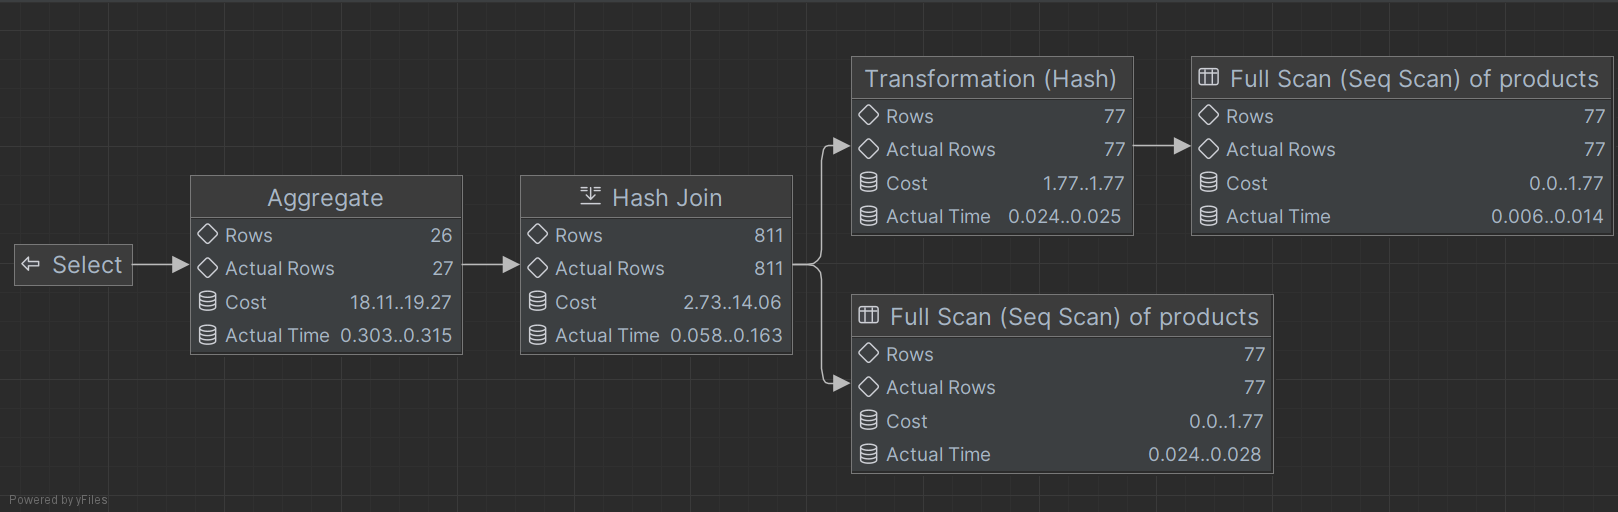 Select
Aggregate
Rows 26
Actual Rows 27
Cost 18.11..19.27
Actual Time 0.303..0.315
Hash Join
Rows 811
Actual Rows 811
Cost 2.73..14.06
Actual Time 0.058..0.163
Transformation (Hash)
Rows 77
Actual Rows 77
Cost 1.77..1.77
Actual Time 0.024..0.025
Full Scan (Seq Scan) of products
Rows 77
Actual Rows 77
Cost 0.0..1.77
Actual Time 0.006..0.014
Full Scan (Seq Scan) of products
Rows 77
Actual Rows 77
Cost 0.0..1.77
Actual Time 0.024..0.028
Powered by yFiles